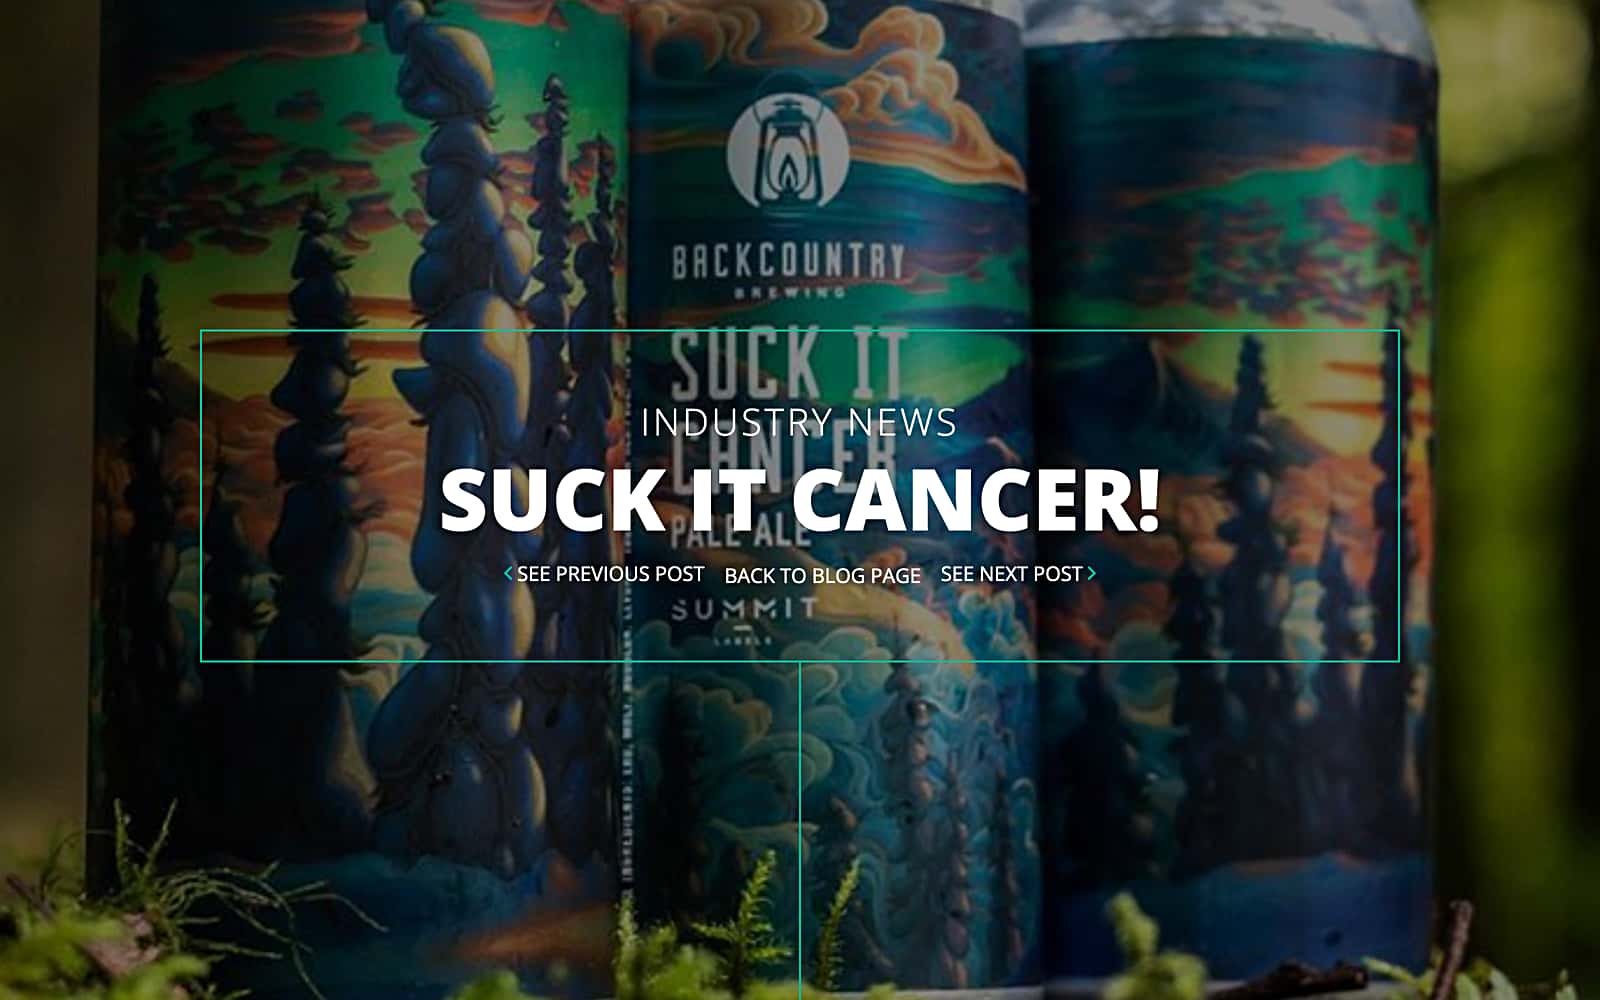 BACKCOUNTRY
BREWING
SUCK IT
INDUSTRY NEWS
CANCER
SUCK IT CANCER!
PALE ALE
SEE PREVIOUS POST BACK TO BLOG PAGE SEE NEXT POST
SUMMIT
LABELS